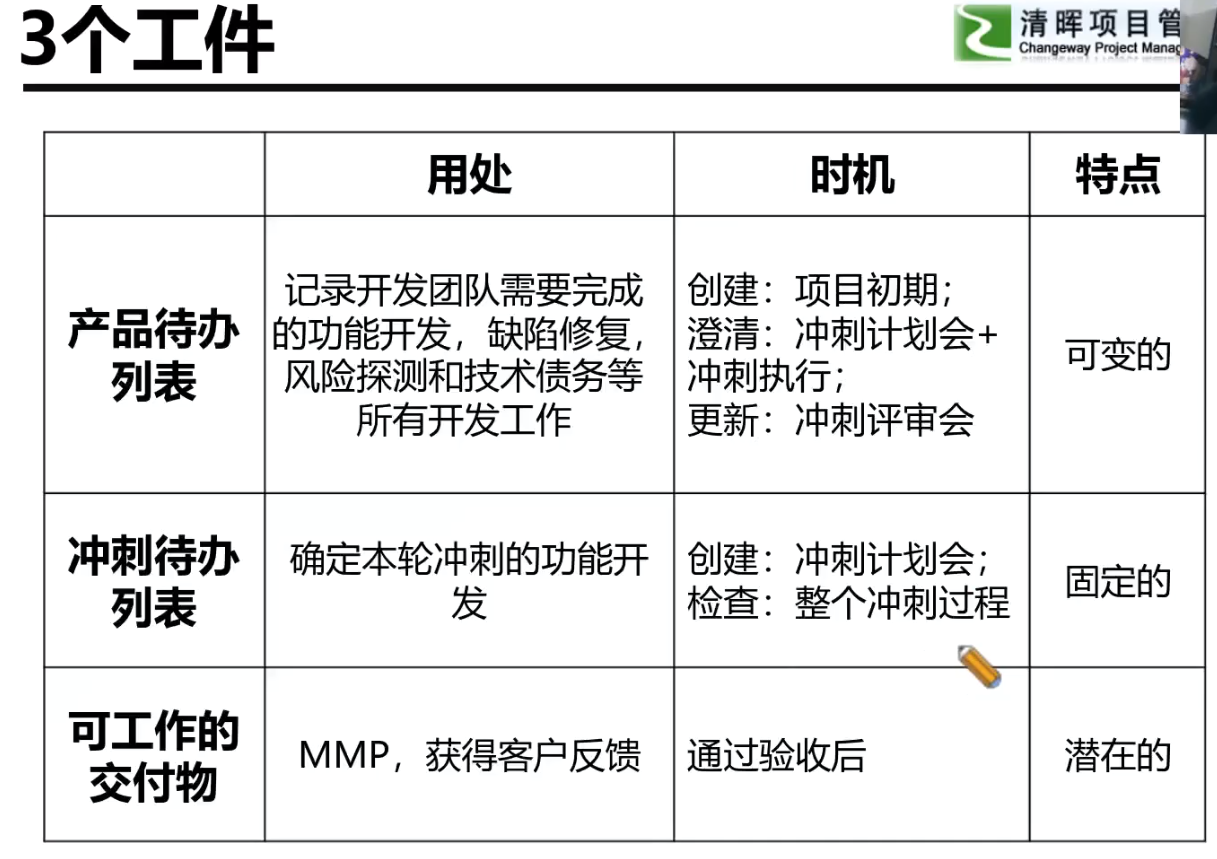 3个工件
清晖项目管
Changeway Project Manag
用处
时机
特点
产品待办
列表
记录开发团队需要完成
的功能开发，缺陷修复，
风险探测和技术债务等
所有开发工作
创建：项目初期；
澄清：冲刺计划会+
冲刺执行；
更新：冲刺评审会
可变的
冲刺待办
列表
确定本轮冲刺的功能开
发
创建：冲刺计划会；
检查：整个冲刺过程
固定的
可工作的
交付物
MMP，获得客户反馈
通过验收后
潜在的